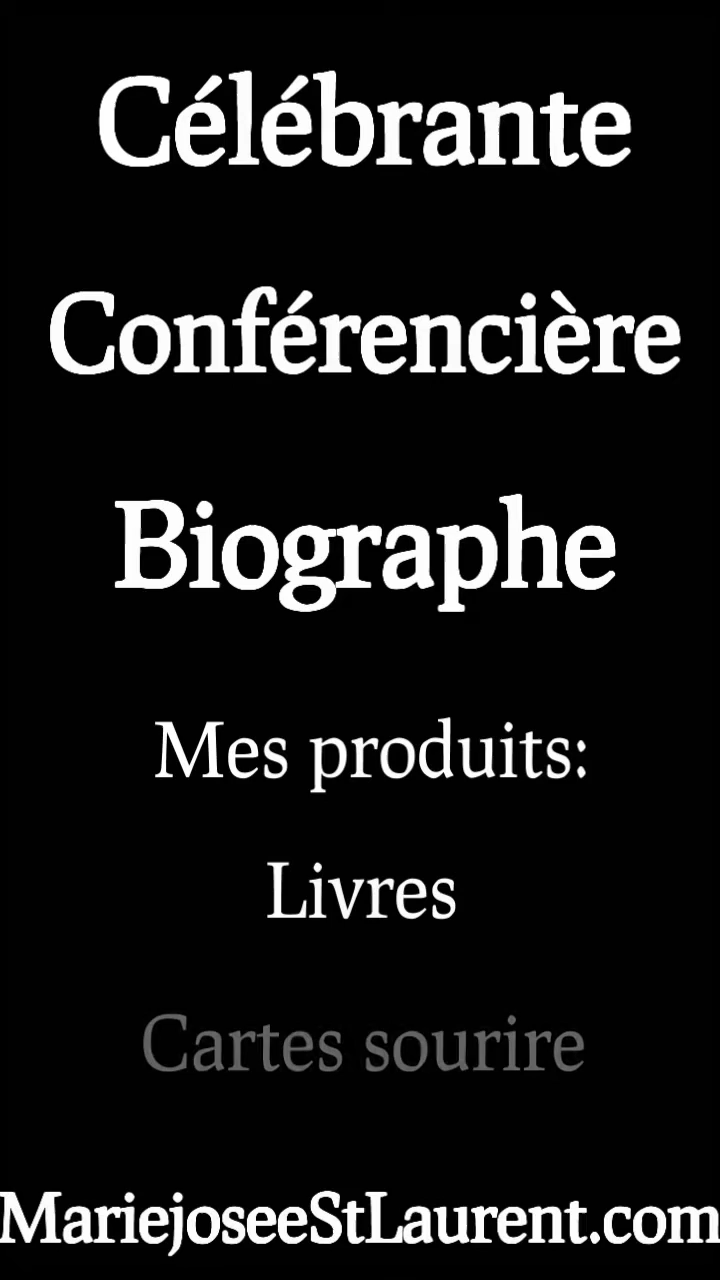 Célébrante
Conférencière
Biographe
Mes produits:
Livres
Cartes sourire
MariejoseeStLaurent.com